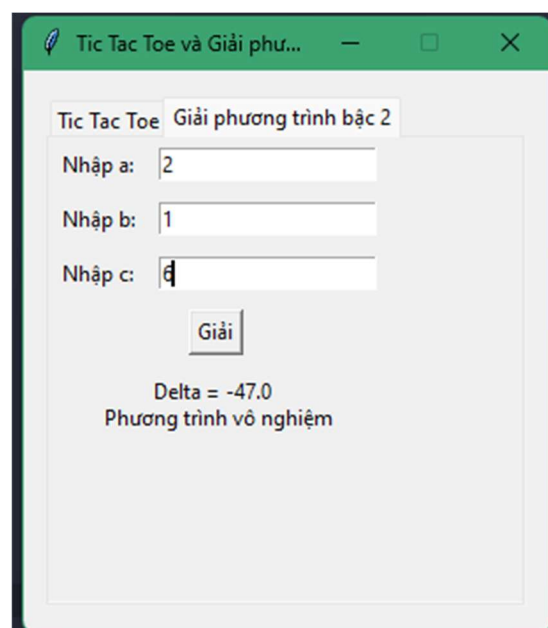 Tic Tac Toe và Giải phư...
Tic Tac Toe Giải phương trình bậc 2
Nhập a: 2
Nhập b: 1
Nhập c: 6
Giải
Delta = -47.0
Phương trình vô nghiệm